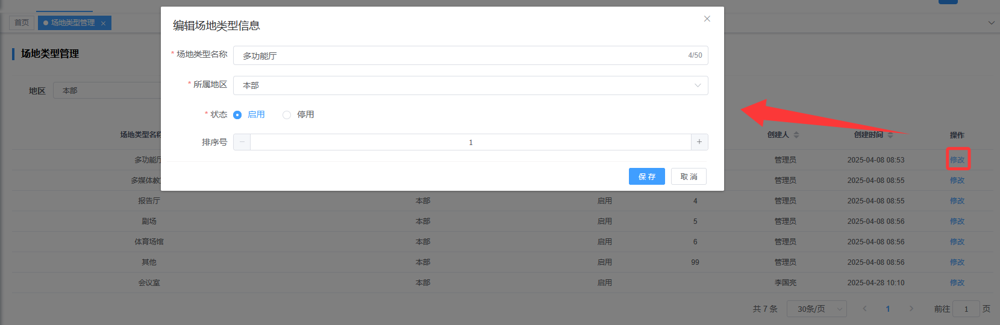 首页
场地类型管理
场地类型管理
地区 本部
编辑场地类型信息
* 场地类型名称 多功能厅 4/50
* 所属地区 本部
* 状态 启用 停用
排序号 1
保存 取消
场地类型名称 创建人 创建时间 操作
多功能厅 管理员 2025-04-08 08:53 修改
多媒体教 管理员 2025-04-08 08:55 修改
报告厅 本部 启用 4 管理员 2025-04-08 08:55 修改
剧场 本部 启用 5 管理员 2025-04-08 08:56 修改
体育场馆 本部 启用 6 管理员 2025-04-08 08:56 修改
其他 本部 启用 99 管理员 2025-04-08 08:56 修改
会议室 本部 启用 李国亮 2025-04-28 10:10 修改
共 7 条 30条/页 1 前往 1 页